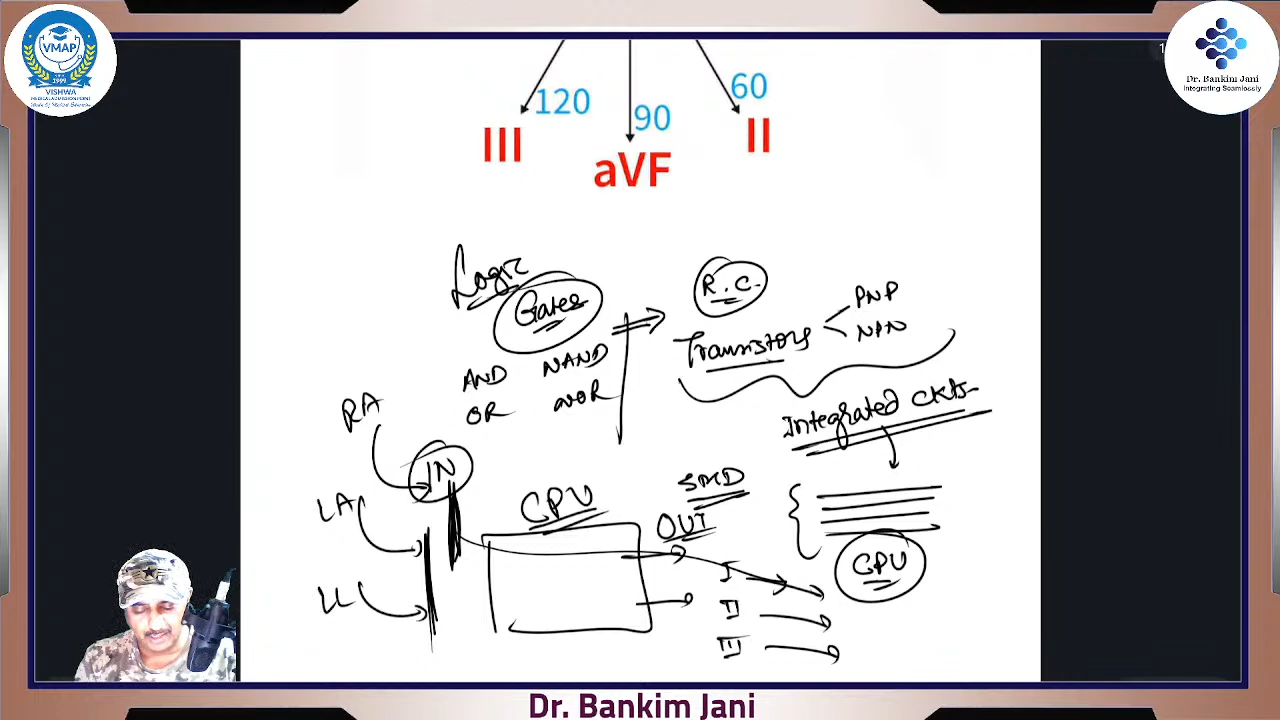 VMAP
1999
VISHWA
Dr. Bankim Jani
Integrating Seamlessly
120
90
60
III
aVF
II
Logic
Gates
AND NAND
OR NOR
R.C.
Transistors
PNP
NPN
Integrated CKts
RA
IN
LA
LL
CPU
SMD
OUT
I
II
III
CPU
Dr. Bankim Jani